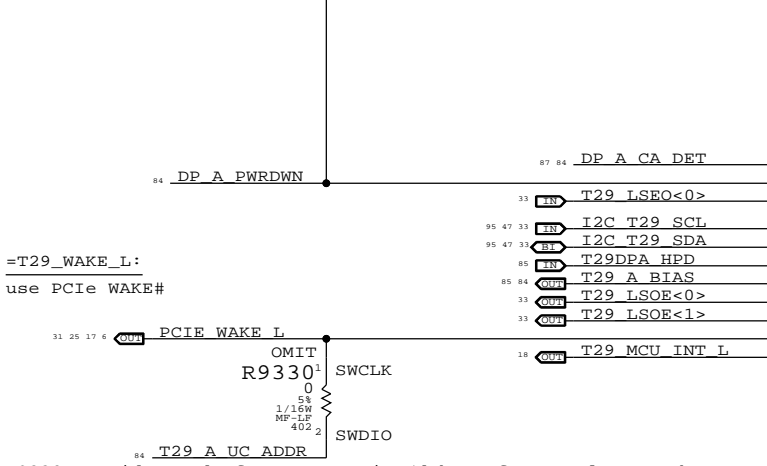 87 84 DP_A_CA_DET
84 DP_A_PWRDWN
33 IN T29_LSEO<0>
95 47 33 IN I2C_T29_SCL
95 47 33 BI I2C_T29_SDA
=T29_WAKE_L:
85 IN T29DPA_HPD
85 84 OUT T29_A_BIAS
use PCIe WAKE#
33 OUT T29_LSOE<0>
33 OUT T29_LSOE<1>
31 25 17 6 OUT PCIE_WAKE_L
18 OUT T29_MCU_INT_L
OMIT
R9330 1 SWCLK
0
5%
1/16W
MF-LF
402 2 SWDIO
84 T29_A_UC_ADDR